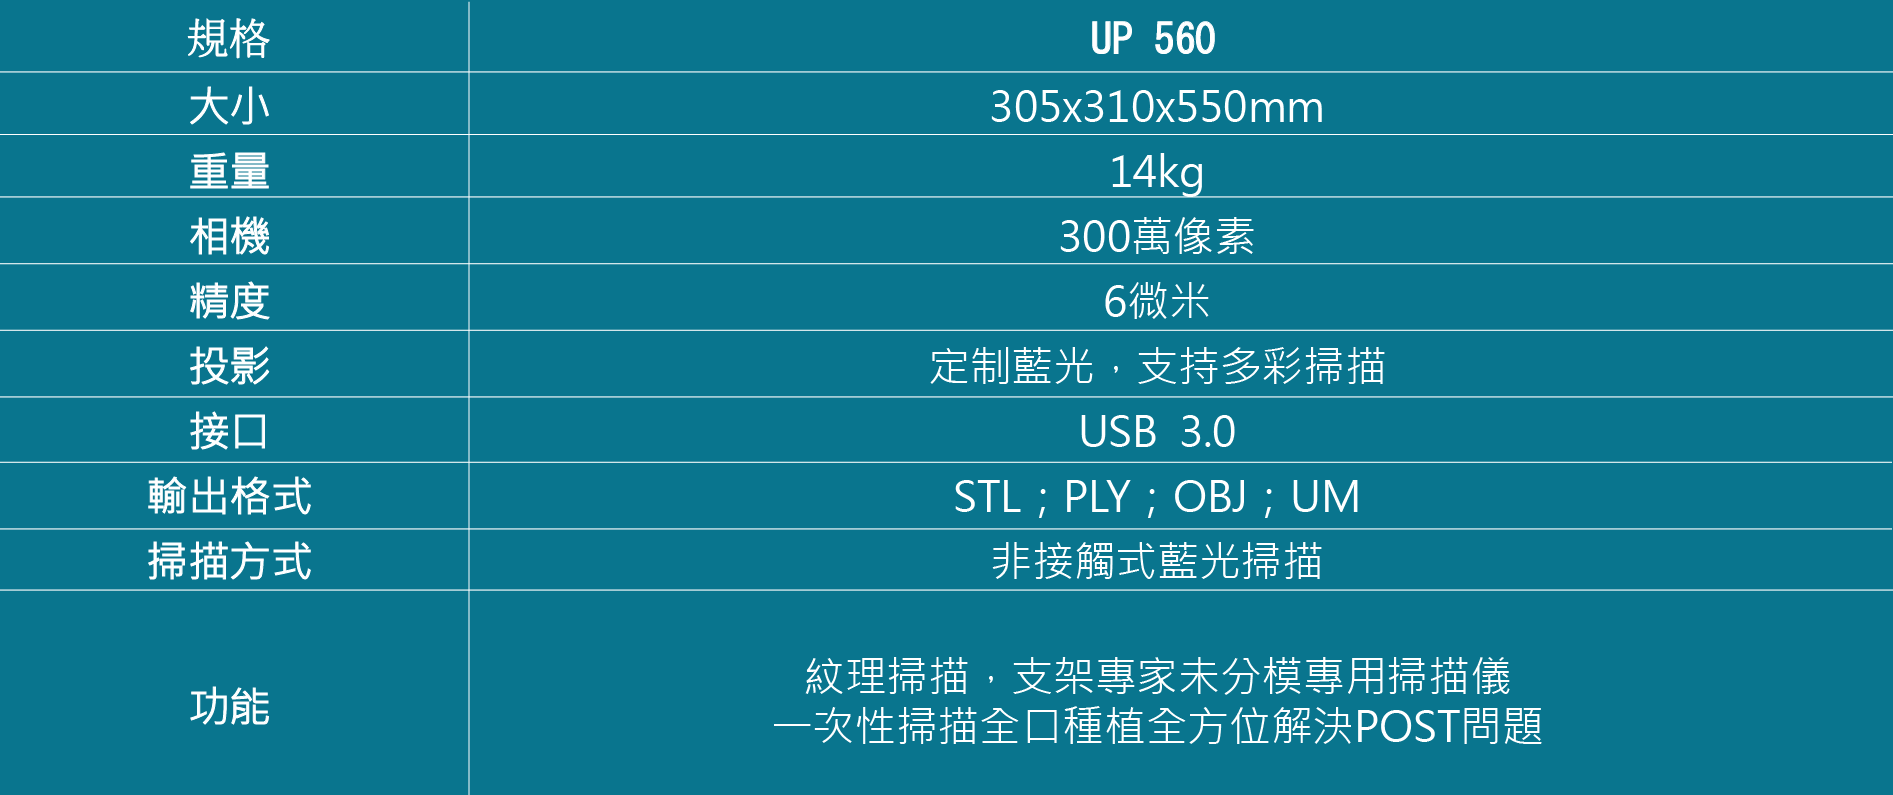 規格 UP 560
大小 305x310x550mm
重量 14kg
相機 300萬像素
精度 6微米
投影 定制藍光，支持多彩掃描
接口 USB 3.0
輸出格式 STL；PLY；OBJ；UM
掃描方式 非接觸式藍光掃描
功能
紋理掃描，支架專家未分模專用掃描儀
一次性掃描全口種植全方位解決POST問題